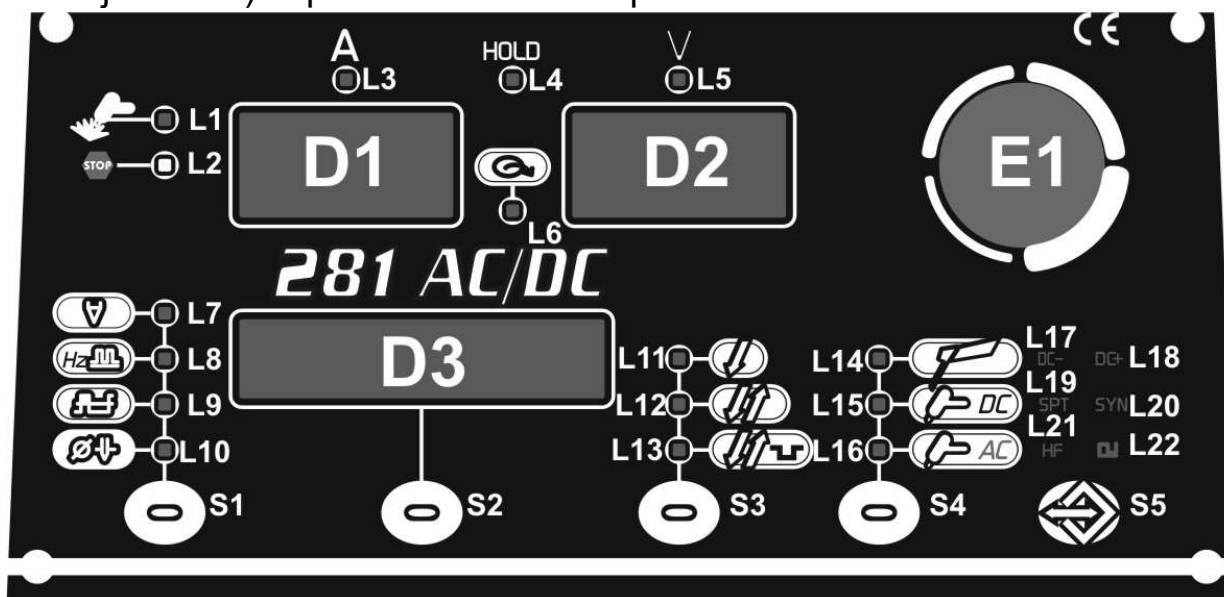 A HOLD V CE
L3 L4 L5
L1
STOP L2
D1 D2 E1
L6
281 AC/DC
L7
Hz L8
L9
L10
D3
L11
L12
L13
L14 L17 DC- DC+ L18
L15 DC L19 SPT SYN L20
L16 AC L21 HF L22
S1 S2 S3 S4 S5